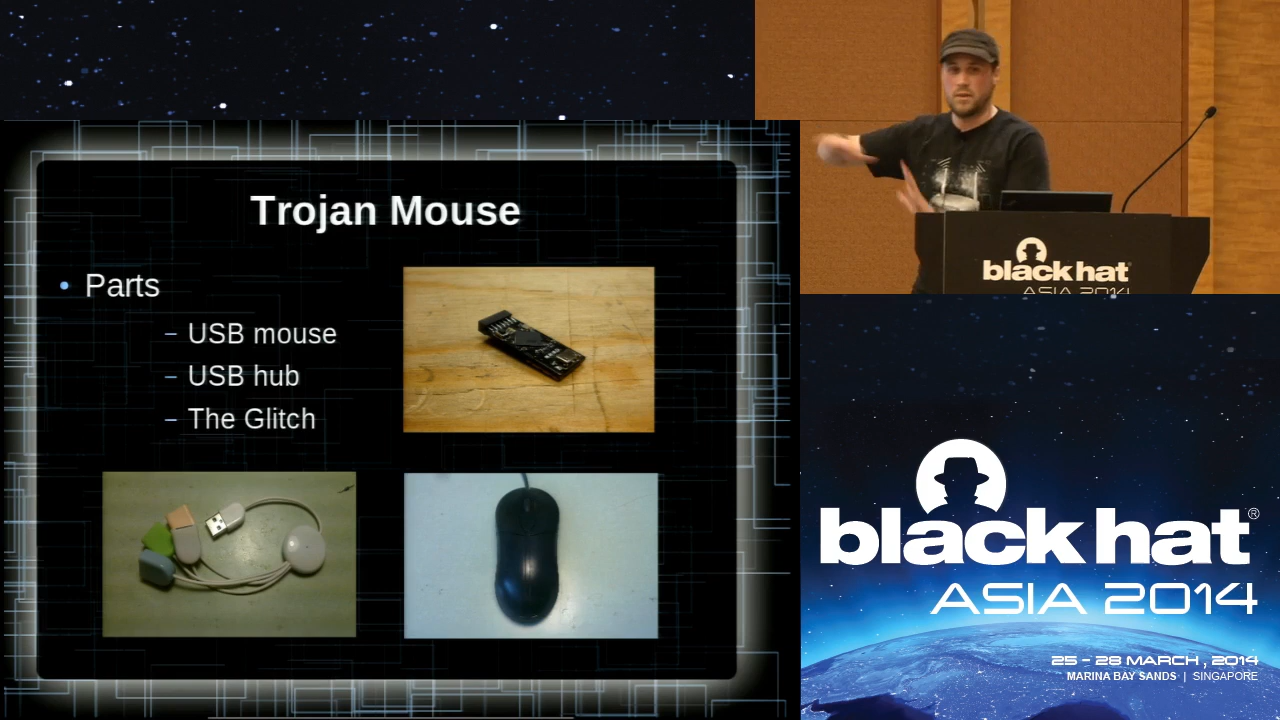 Trojan Mouse
• Parts
– USB mouse
– USB hub
– The Glitch
black hat
ASIA 2014
black hat®
ASIA 2014
25 - 28 MARCH , 2014
MARINA BAY SANDS | SINGAPORE